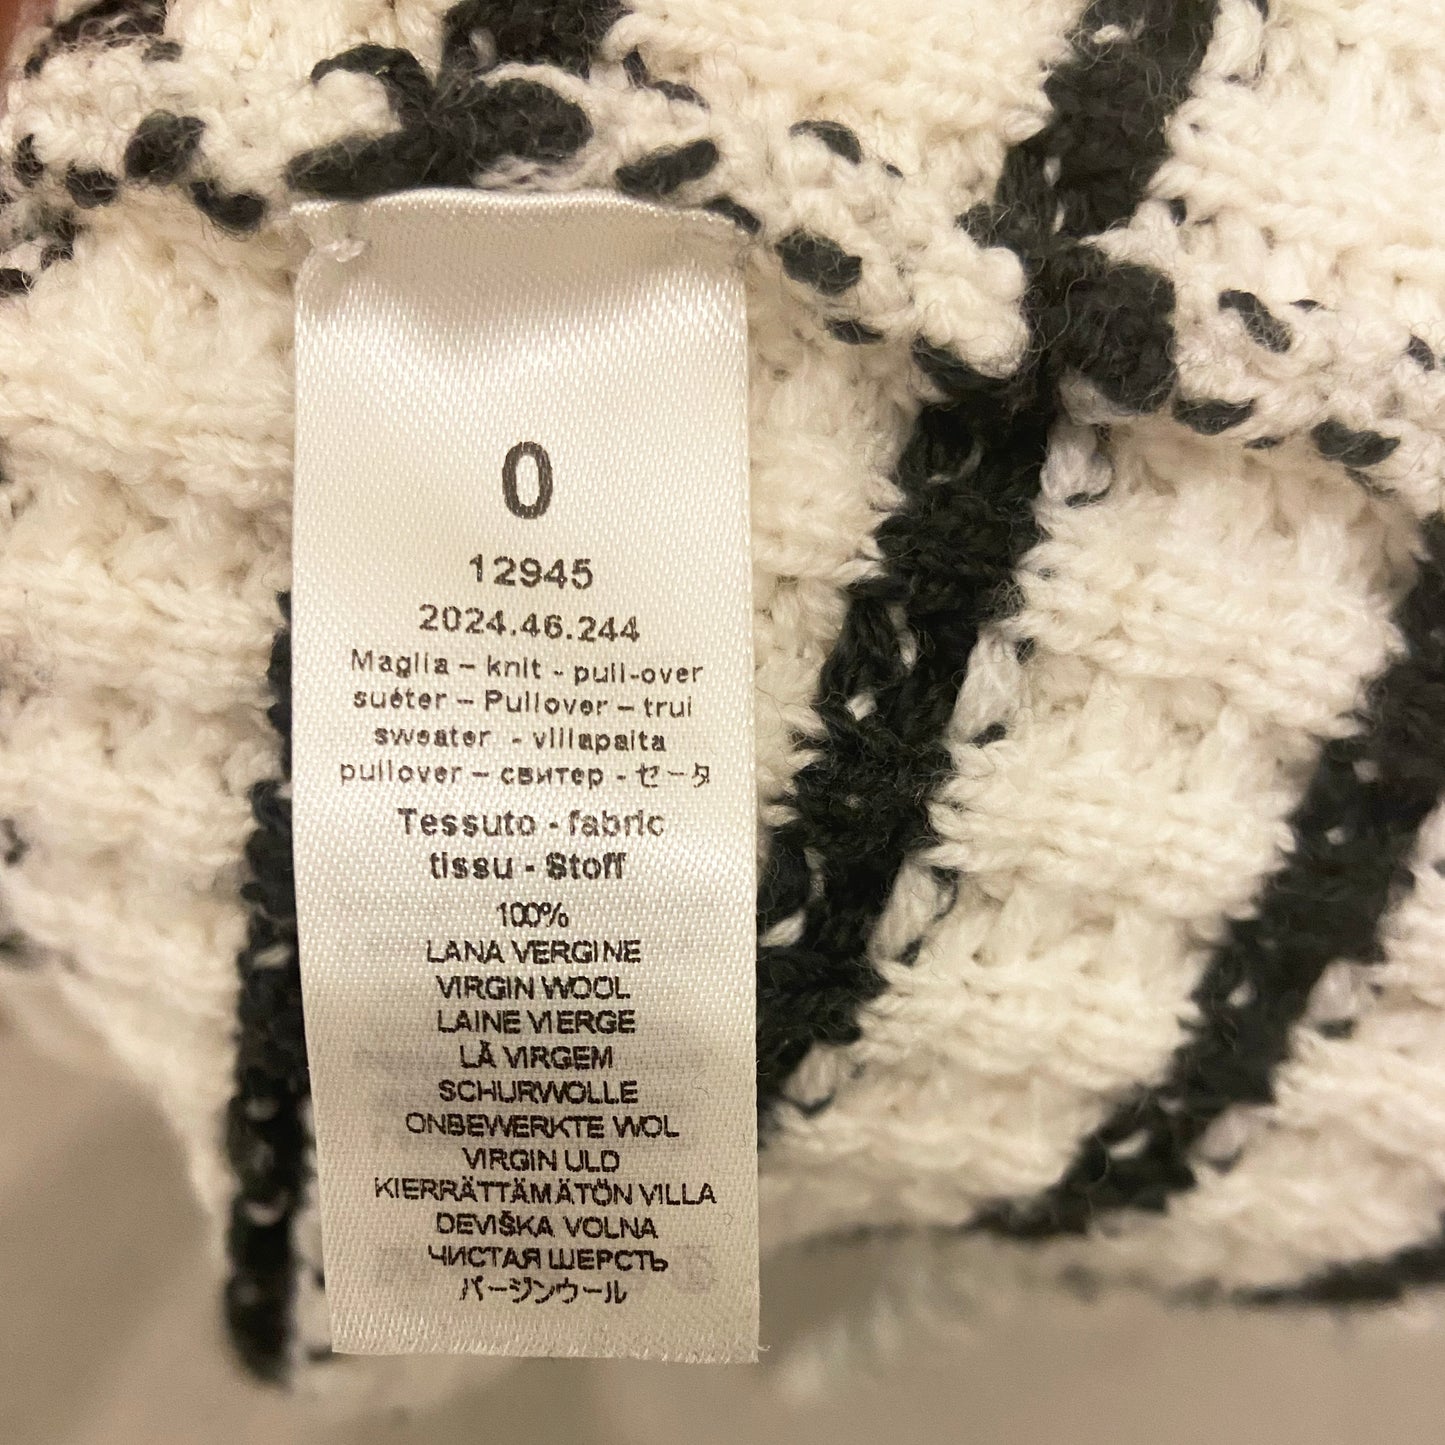 0
12945
2024.46.244
Maglia – knit - pull-over
suéter – Pullover – trui
sweater - villapaita
pullover – свитер - セータ
Tessuto - fabric
tissu - Stoff
100%
LANA VERGINE
VIRGIN WOOL
LAINE VIERGE
LÃ VIRGEM
SCHURWOLLE
ONBEWERKTE WOL
VIRGIN ULD
KIERRÄTTÄMÄTÖN VILLA
DEVIŠKA VOLNA
ЧИСТАЯ ШЕРСТЬ
バージンウール